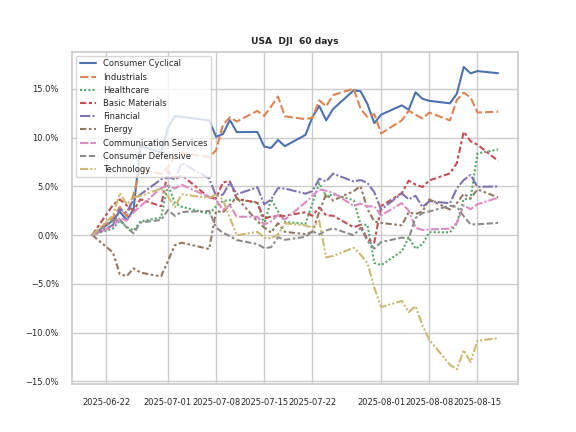 USA DJI 60 days
Consumer Cyclical
Industrials
Healthcare
Basic Materials
Financial
Energy
Communication Services
Consumer Defensive
Technology
15.0%
10.0%
5.0%
0.0%
−5.0%
−10.0%
−15.0%
2025-06-22 2025-07-01 2025-07-08 2025-07-15 2025-07-22 2025-08-01 2025-08-08 2025-08-15